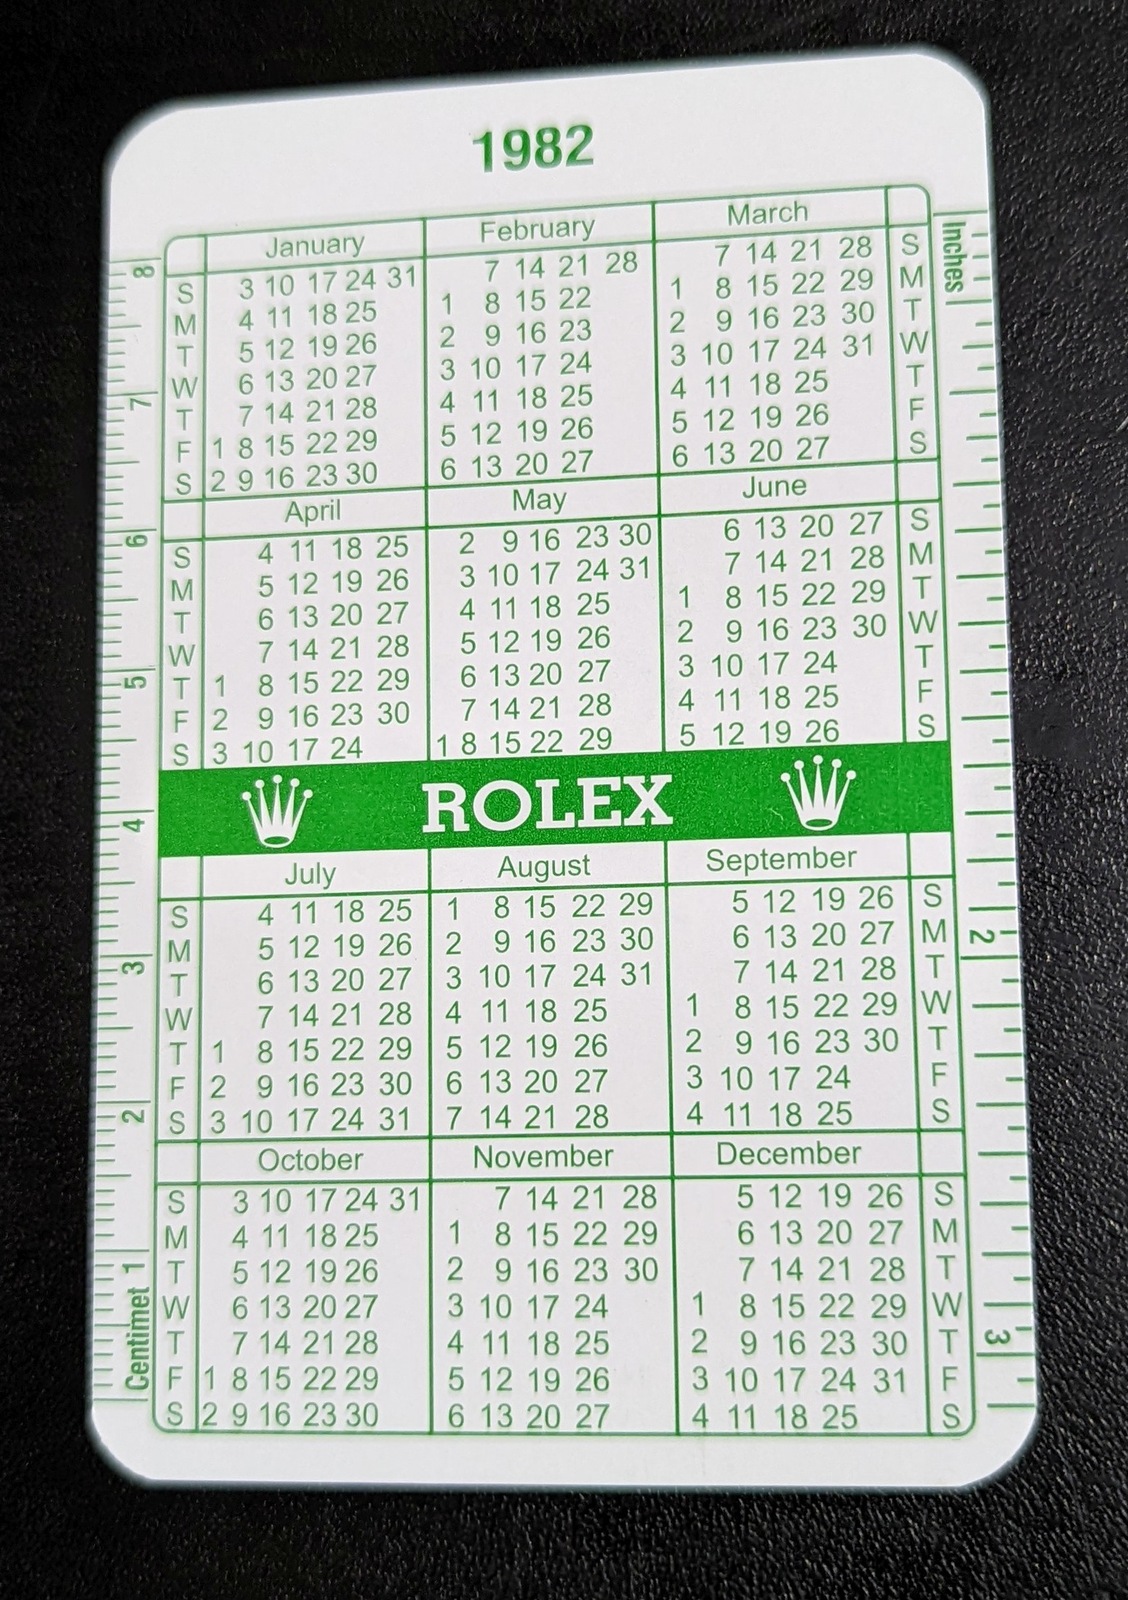 1982
January February March
S 3 10 17 24 31 7 14 21 28 7 14 21 28 S
M 4 11 18 25 1 8 15 22 1 8 15 22 29 M
T 5 12 19 26 2 9 16 23 2 9 16 23 30 T
W 6 13 20 27 3 10 17 24 3 10 17 24 31 W
T 7 14 21 28 4 11 18 25 4 11 18 25 T
F 1 8 15 22 29 5 12 19 26 5 12 19 26 F
S 2 9 16 23 30 6 13 20 27 6 13 20 27 S
April May June
S 4 11 18 25 2 9 16 23 30 6 13 20 27 S
M 5 12 19 26 3 10 17 24 31 7 14 21 28 M
T 6 13 20 27 4 11 18 25 1 8 15 22 29 T
W 7 14 21 28 5 12 19 26 2 9 16 23 30 W
T 1 8 15 22 29 6 13 20 27 3 10 17 24 T
F 2 9 16 23 30 7 14 21 28 4 11 18 25 F
S 3 10 17 24 1 8 15 22 29 5 12 19 26 S
ROLEX
July August September
S 4 11 18 25 1 8 15 22 29 5 12 19 26 S
M 5 12 19 26 2 9 16 23 30 6 13 20 27 M
T 6 13 20 27 3 10 17 24 31 7 14 21 28 T
W 7 14 21 28 4 11 18 25 1 8 15 22 29 W
T 1 8 15 22 29 5 12 19 26 2 9 16 23 30 T
F 2 9 16 23 30 6 13 20 27 3 10 17 24 F
S 3 10 17 24 31 7 14 21 28 4 11 18 25 S
October November December
S 3 10 17 24 31 7 14 21 28 5 12 19 26 S
M 4 11 18 25 1 8 15 22 29 6 13 20 27 M
T 5 12 19 26 2 9 16 23 30 7 14 21 28 T
W 6 13 20 27 3 10 17 24 1 8 15 22 29 W
T 7 14 21 28 4 11 18 25 2 9 16 23 30 T
F 1 8 15 22 29 5 12 19 26 3 10 17 24 31 F
S 2 9 16 23 30 6 13 20 27 4 11 18 25 S
Centimet 1 2 3 4 5 6 7 8
Inches 2 3